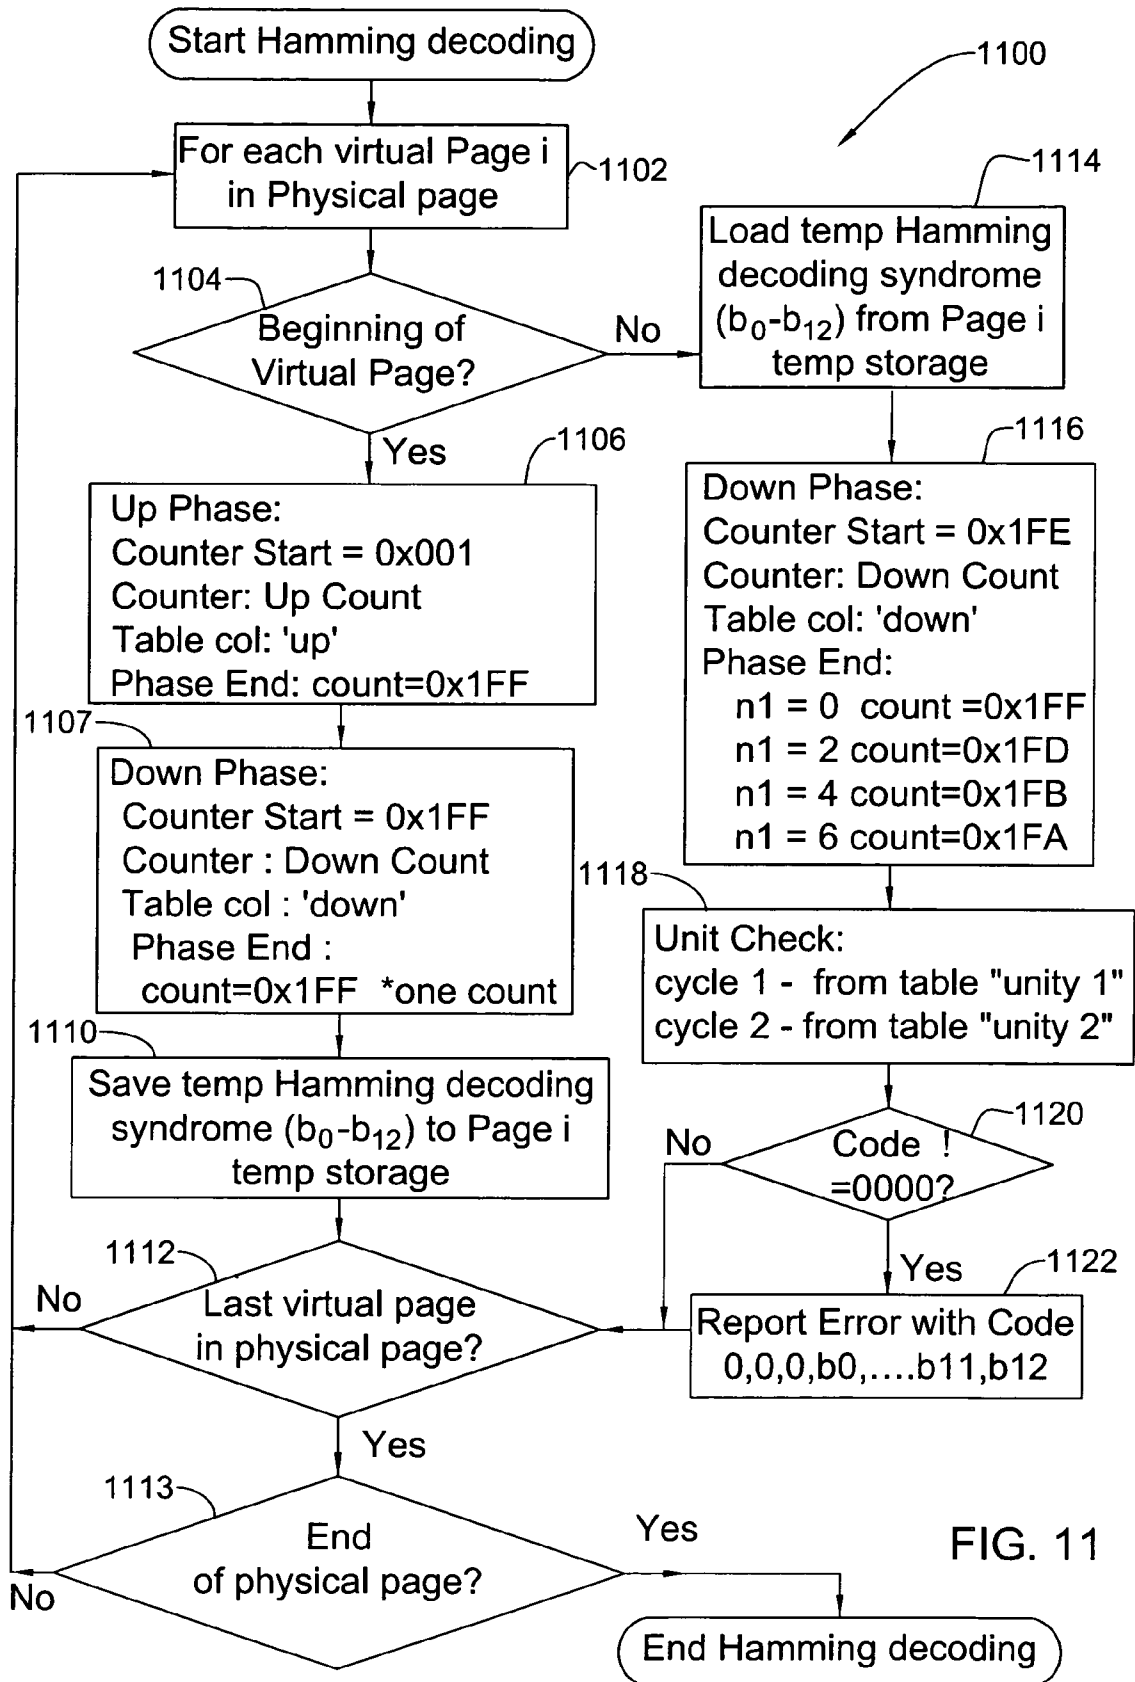 Start Hamming decoding
1100
For each virtual Page i
in Physical page
1102
1104
Beginning of
Virtual Page?
No
Yes
1114
Load temp Hamming
decoding syndrome
(b₀-b₁₂) from Page i
temp storage
1106
Up Phase:
Counter Start = 0x001
Counter: Up Count
Table col: 'up'
Phase End: count=0x1FF
1116
Down Phase:
Counter Start = 0x1FE
Counter: Down Count
Table col: 'down'
Phase End:
n1 = 0 count =0x1FF
n1 = 2 count=0x1FD
n1 = 4 count=0x1FB
n1 = 6 count=0x1FA
1107
Down Phase:
Counter Start = 0x1FF
Counter : Down Count
Table col : 'down'
Phase End :
count=0x1FF *one count
1118
Unit Check:
cycle 1 - from table "unity 1"
cycle 2 - from table "unity 2"
1110
Save temp Hamming decoding
syndrome (b₀-b₁₂) to Page i
temp storage
1120
Code !
=0000?
No
Yes
1122
Report Error with Code
0,0,0,b0,....b11,b12
1112
Last virtual page
in physical page?
No
Yes
1113
End
of physical page?
No
Yes
End Hamming decoding
FIG. 11